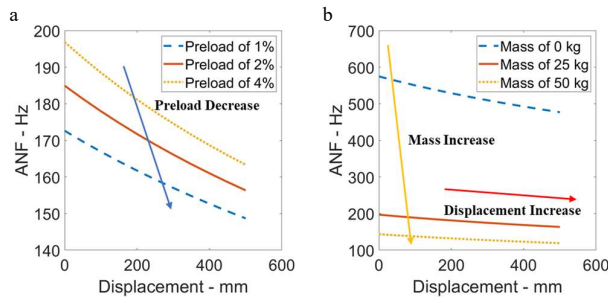 a
200
190
180
170
160
150
140
ANF - Hz
0
200
400
600
Displacement - mm
Preload of 1%
Preload of 2%
Preload of 4%
Preload Decrease
b
700
600
500
400
300
200
100
ANF - Hz
0
200
400
600
Displacement - mm
Mass of 0 kg
Mass of 25 kg
Mass of 50 kg
Mass Increase
Displacement Increase